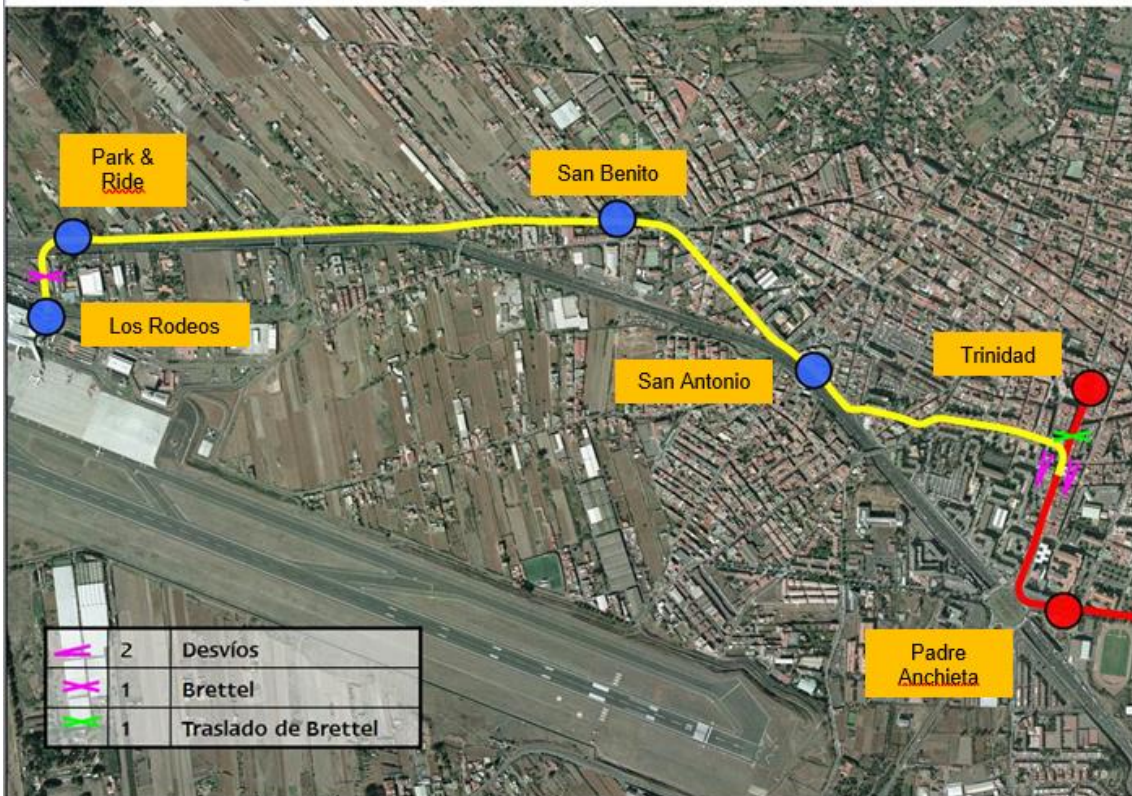 Park &
Ride
San Benito
Los Rodeos
Trinidad
San Antonio
Padre
Anchieta
2 Desvíos
1 Brettel
1 Traslado de Brettel